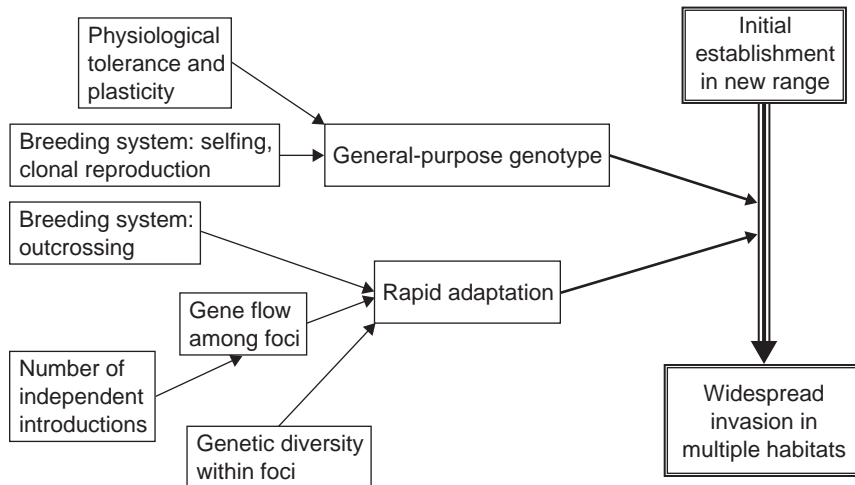 Physiological
tolerance and
plasticity
Initial
establishment
in new range
Breeding system: selfing,
clonal reproduction
General-purpose genotype
Breeding system:
outcrossing
Rapid adaptation
Gene flow
among foci
Number of
independent
introductions
Genetic diversity
within foci
Widespread
invasion in
multiple habitats